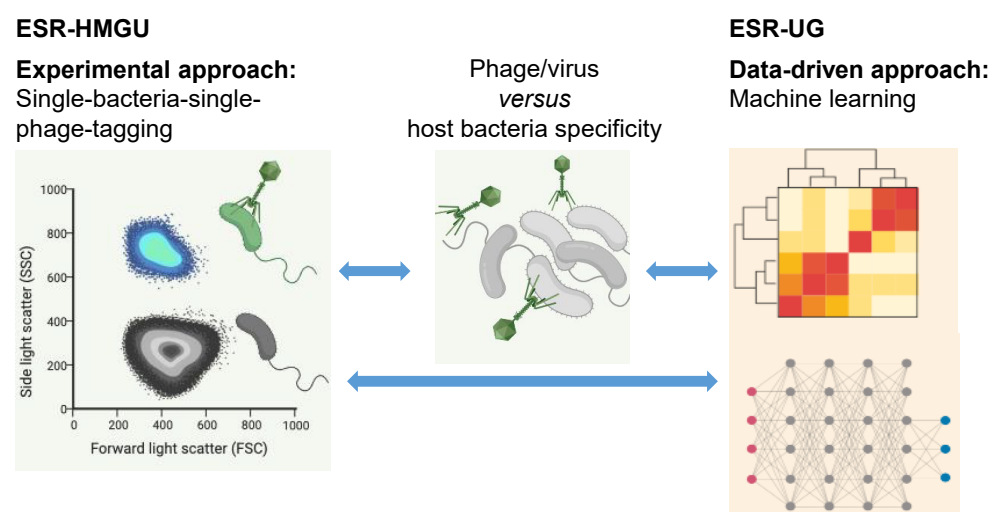 ESR-HMGU
Experimental approach:
Single-bacteria-single-
phage-tagging
Phage/virus
versus
host bacteria specificity
ESR-UG
Data-driven approach:
Machine learning
Side light scatter (SSC)
1000
800
600
400
200
0
0 200 400 600 800 1000
Forward light scatter (FSC)